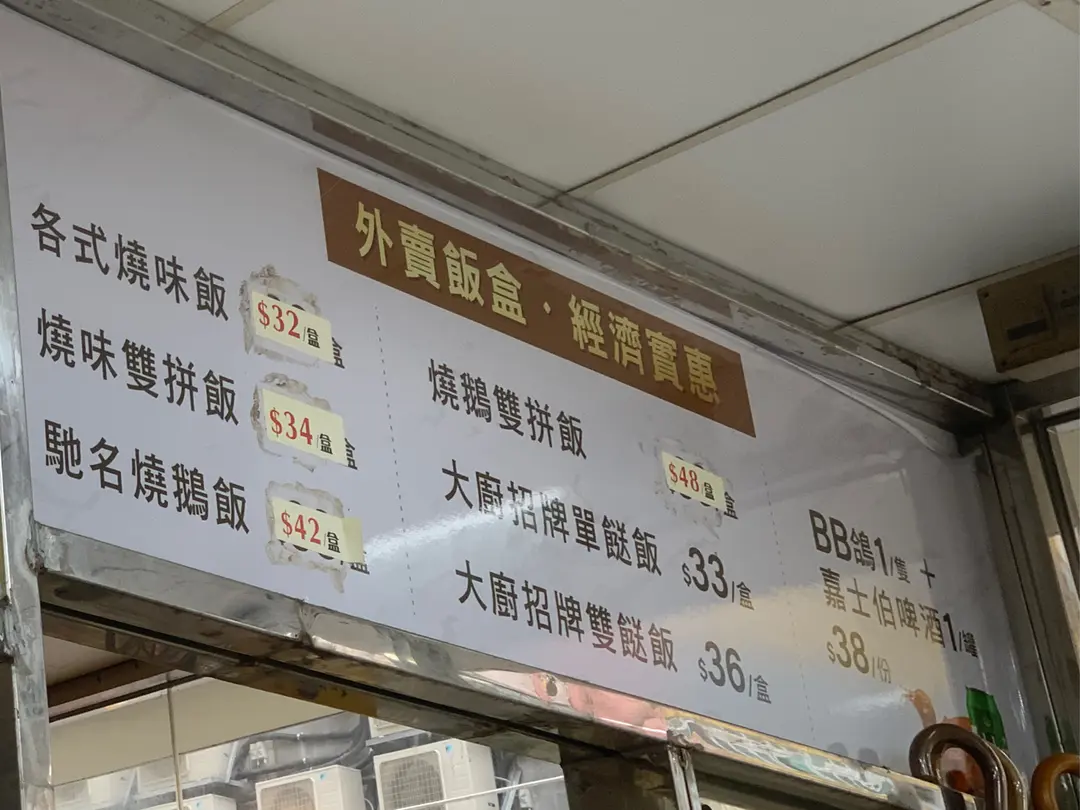 外賣飯盒·經濟實惠
各式燒味飯 $32/盒
燒味雙拼飯 $34/盒
馳名燒鵝飯 $42/盒
燒鵝雙拼飯 $48/盒
大廚招牌單餸飯 $33/盒
大廚招牌雙餸飯 $36/盒
BB鴿1/隻 +
嘉士伯啤酒1/罐
$38/份